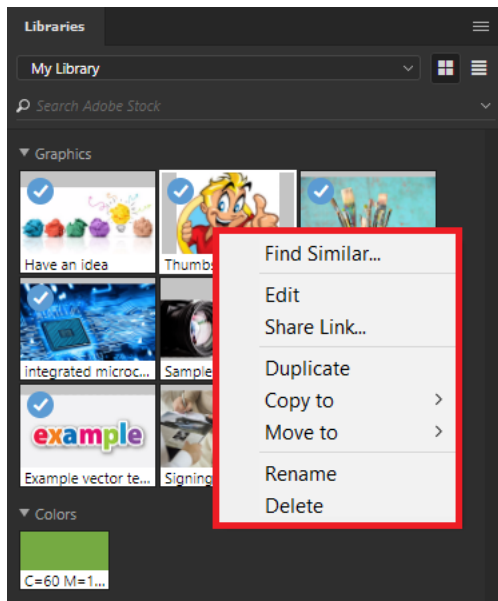 Libraries
My Library
Search Adobe Stock
Graphics
Have an idea
Thumbs
integrated microc...
Sample
example
Example vector te...
Signing
Find Similar...
Edit
Share Link...
Duplicate
Copy to
Move to
Rename
Delete
Colors
C=60 M=1...